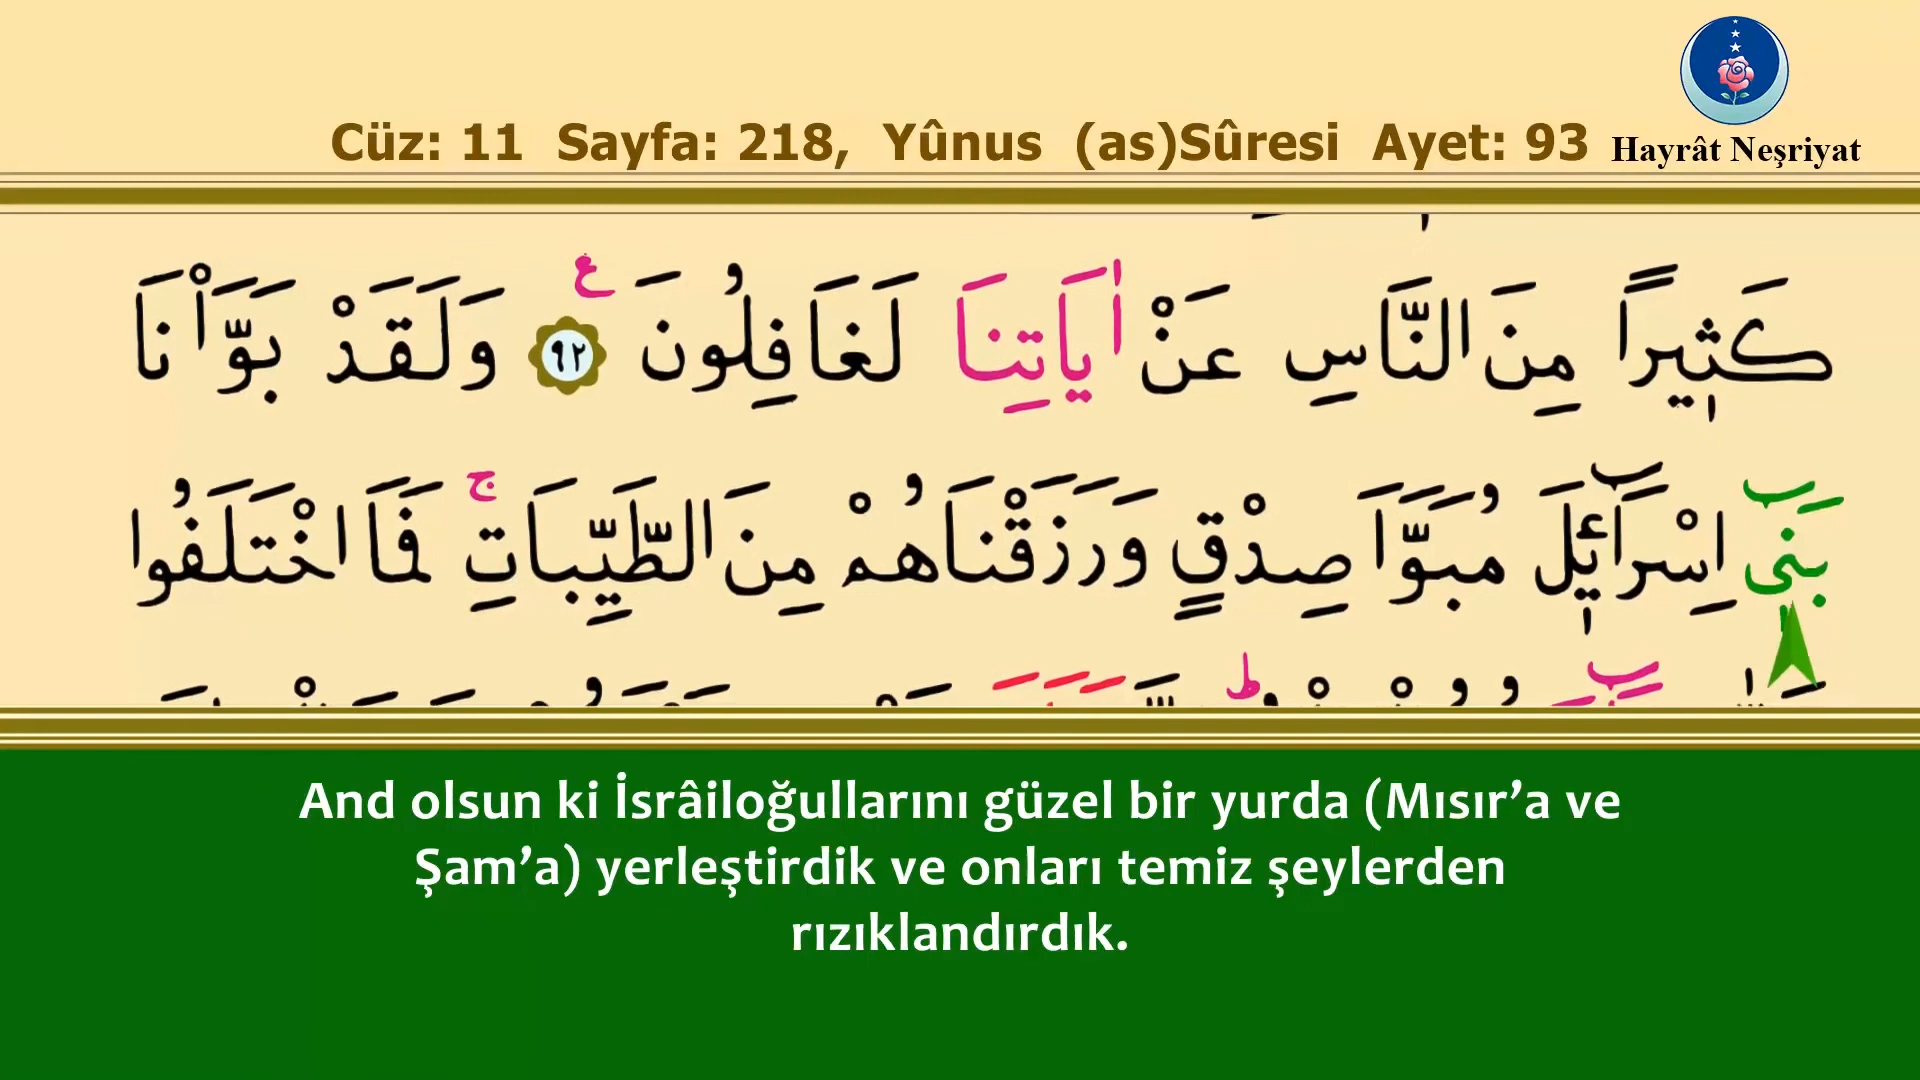 Cüz: 11 Sayfa: 218, Yûnus (as)Sûresi Ayet: 93
Hayrât Neşriyat
كَثٖيرًا مِنَ النَّاسِ عَنْ اٰيَاتِنَا لَغَافِلُونَ ع ﴿٩٢﴾ وَلَقَدْ بَوَّاْنَا
بَنٖٓى اِسْرَٓائٖلَ مُبَوَّاَ صِدْقٍ وَرَزَقْنَاهُمْ مِنَ الطَّيِّبَاتِ ج فَمَا اخْتَلَفُوا
And olsun ki İsrâiloğullarını güzel bir yurda (Mısır’a ve
Şam’a) yerleştirdik ve onları temiz şeylerden
rızıklandırdık.